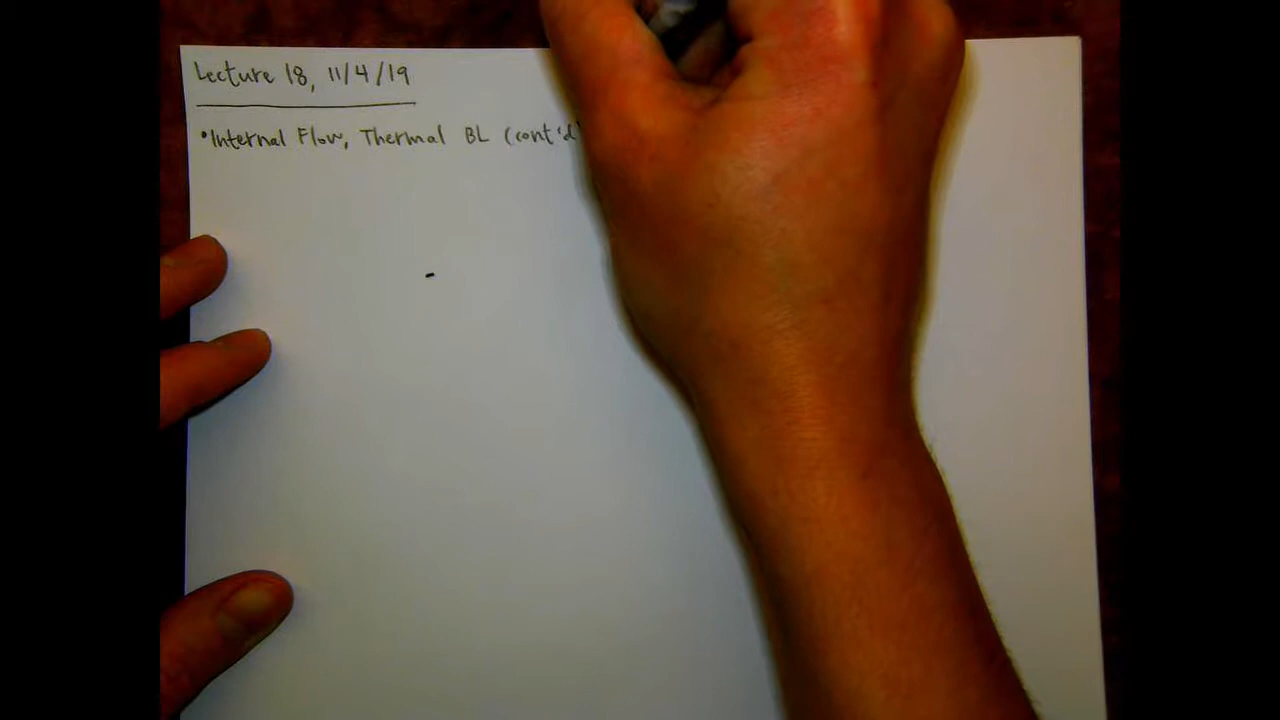 Lecture 18, 11/4/19
•Internal Flow, Thermal BL (cont'd